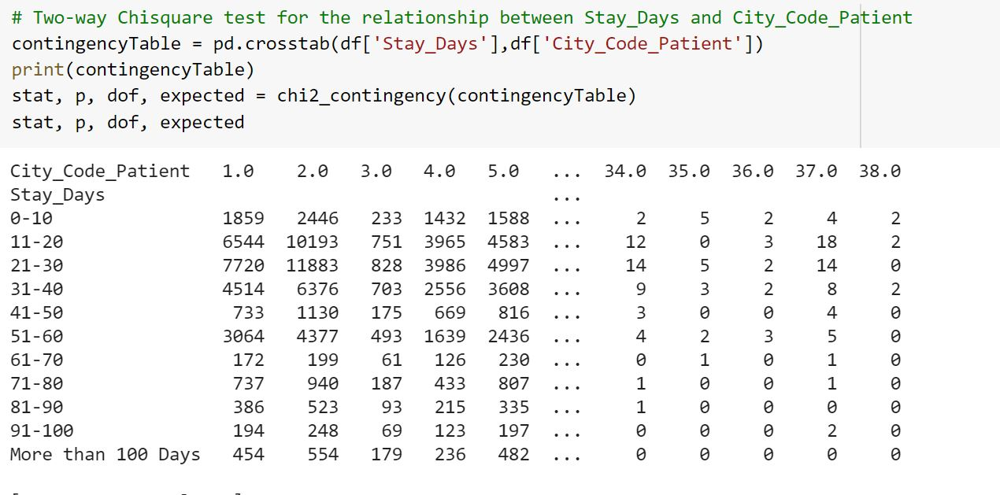 # Two-way Chisquare test for the relationship between Stay_Days and City_Code_Patient
contingencyTable = pd.crosstab(df['Stay_Days'],df['City_Code_Patient'])
print(contingencyTable)
stat, p, dof, expected = chi2_contingency(contingencyTable)
stat, p, dof, expected
City_Code_Patient 1.0 2.0 3.0 4.0 5.0 ... 34.0 35.0 36.0 37.0 38.0
Stay_Days ...
0-10 1859 2446 233 1432 1588 ... 2 5 2 4 2
11-20 6544 10193 751 3965 4583 ... 12 0 3 18 2
21-30 7720 11883 828 3986 4997 ... 14 5 2 14 0
31-40 4514 6376 703 2556 3608 ... 9 3 2 8 2
41-50 733 1130 175 669 816 ... 3 0 0 4 0
51-60 3064 4377 493 1639 2436 ... 4 2 3 5 0
61-70 172 199 61 126 230 ... 0 1 0 1 0
71-80 737 940 187 433 807 ... 1 0 0 1 0
81-90 386 523 93 215 335 ... 1 0 0 0 0
91-100 194 248 69 123 197 ... 0 0 0 2 0
More than 100 Days 454 554 179 236 482 ... 0 0 0 0 0